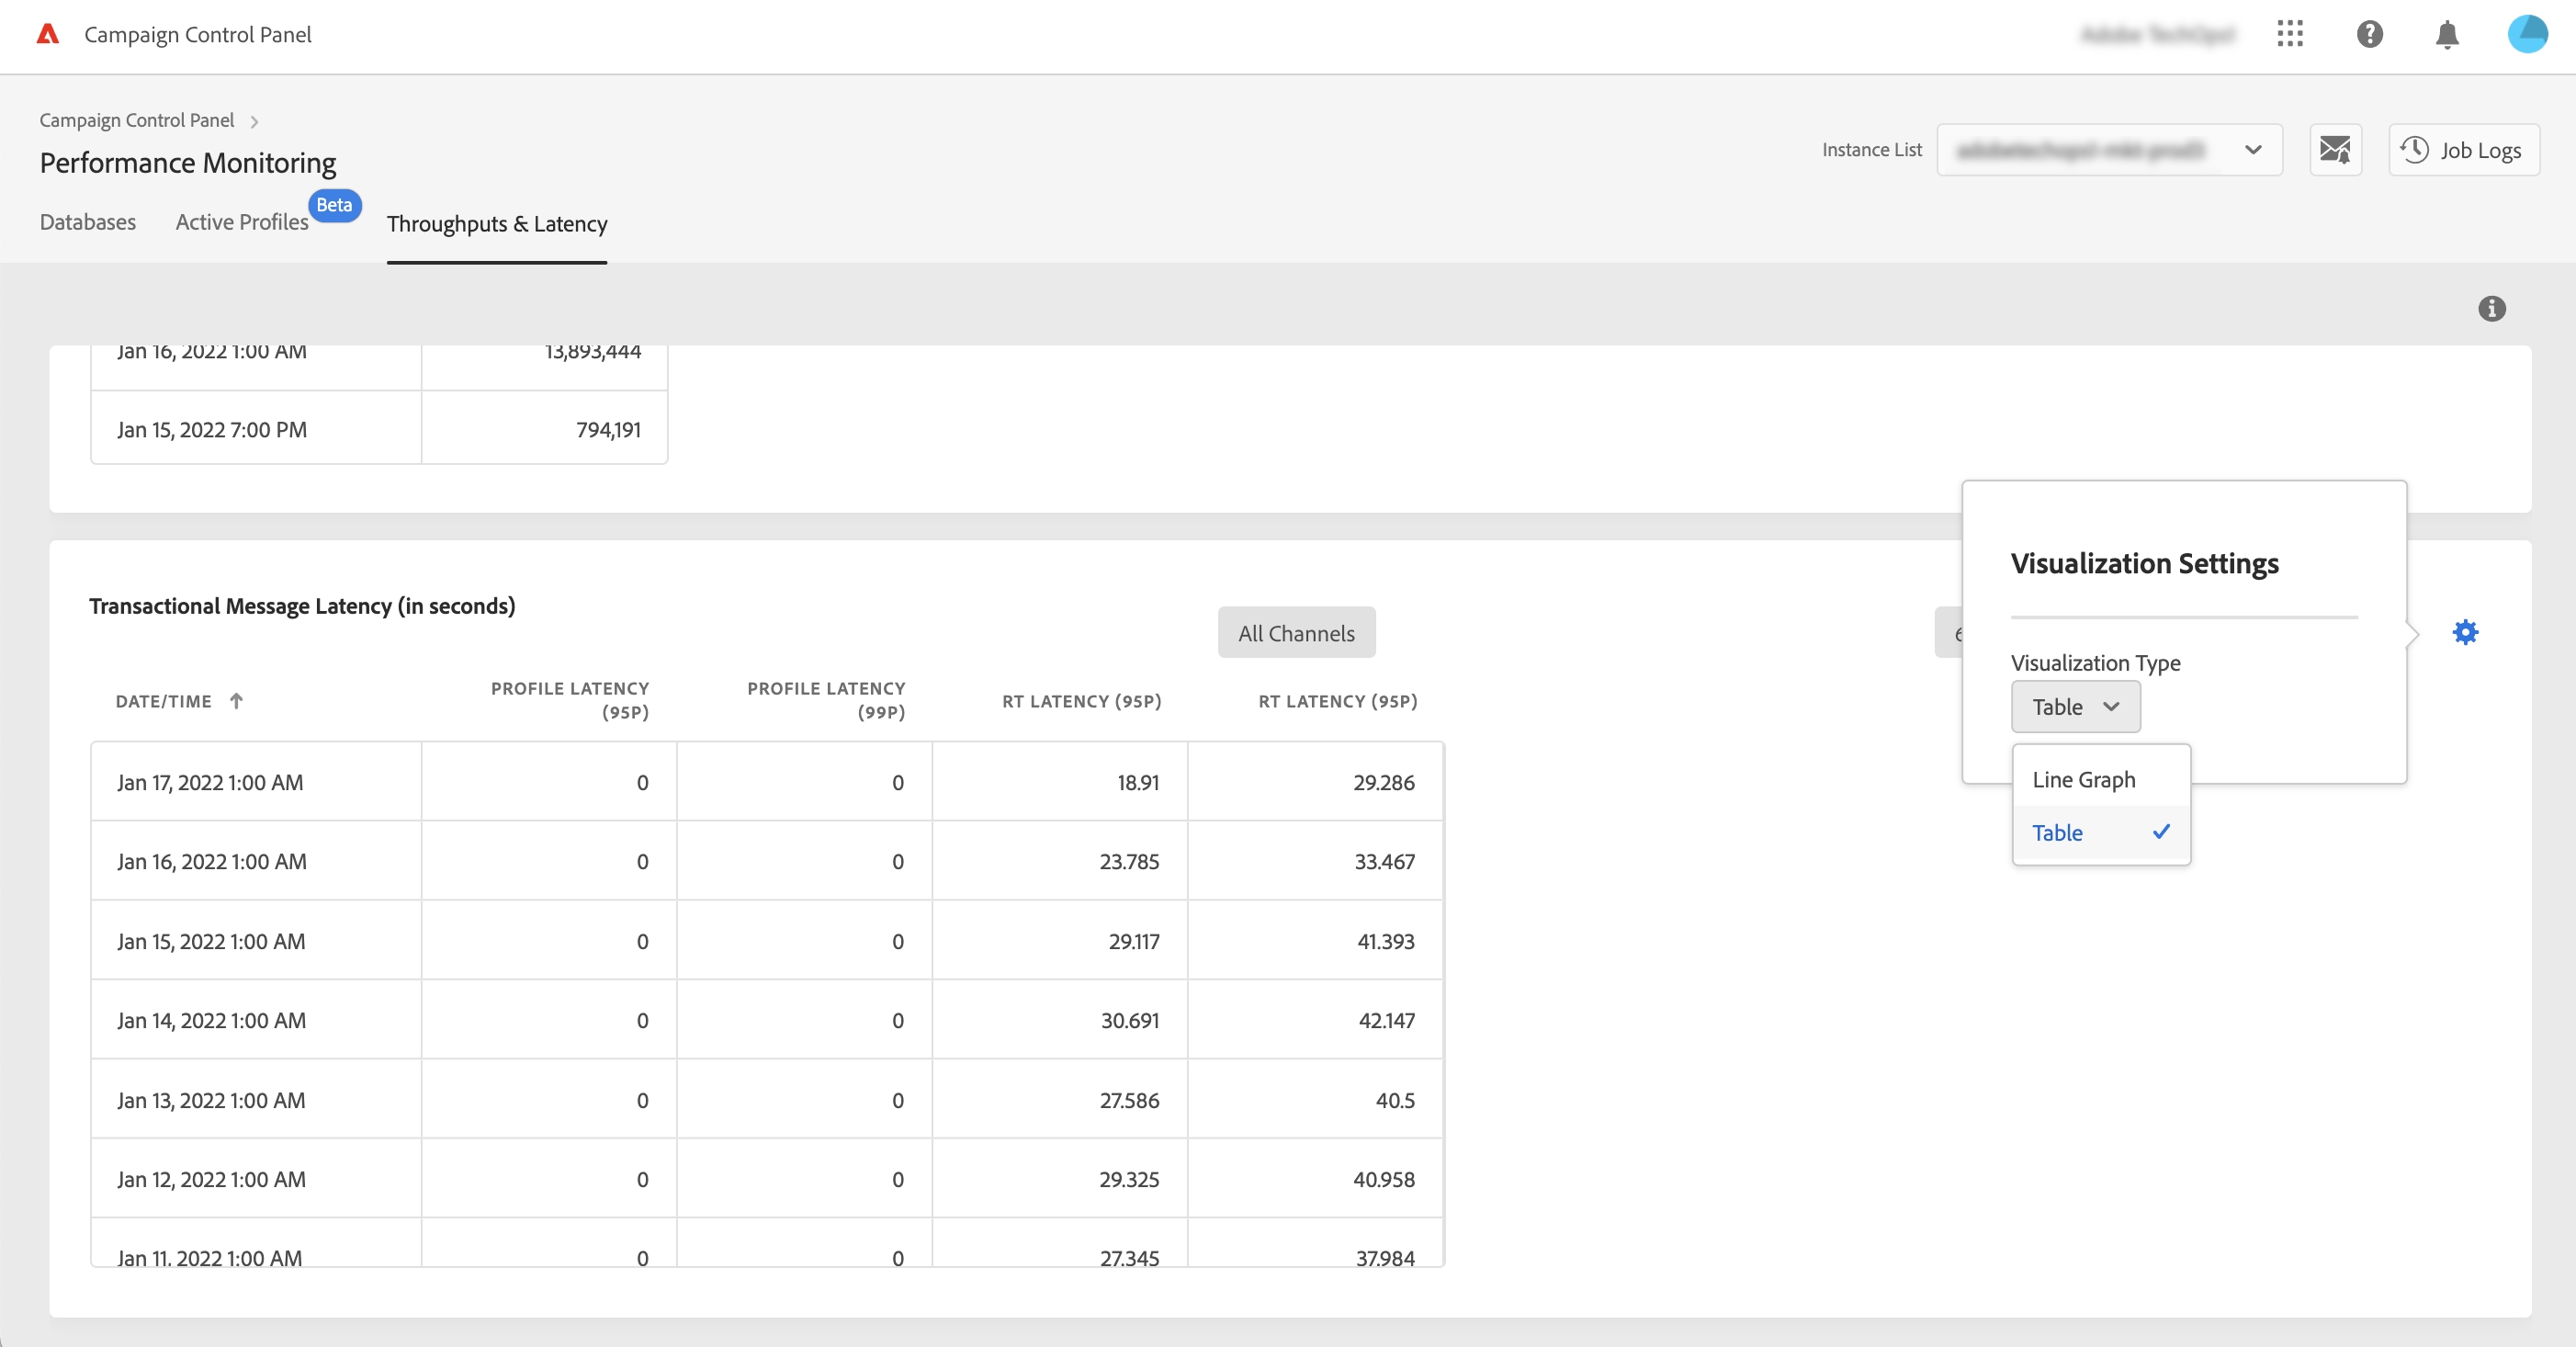 Campaign Control Panel
Campaign Control Panel
Performance Monitoring
Instance List
Job Logs
Databases
Active Profiles
Beta
Throughputs & Latency
Jan 16, 2022 1:00 AM 13,893,444
Jan 15, 2022 7:00 PM 794,191
Visualization Settings
Visualization Type
Table
Line Graph
Table
Transactional Message Latency (in seconds)
All Channels
DATE/TIME PROFILE LATENCY (95P) PROFILE LATENCY (99P) RT LATENCY (95P) RT LATENCY (95P)
Jan 17, 2022 1:00 AM 0 0 18.91 29.286
Jan 16, 2022 1:00 AM 0 0 23.785 33.467
Jan 15, 2022 1:00 AM 0 0 29.117 41.393
Jan 14, 2022 1:00 AM 0 0 30.691 42.147
Jan 13, 2022 1:00 AM 0 0 27.586 40.5
Jan 12, 2022 1:00 AM 0 0 29.325 40.958
Jan 11, 2022 1:00 AM 0 0 27.345 37.984